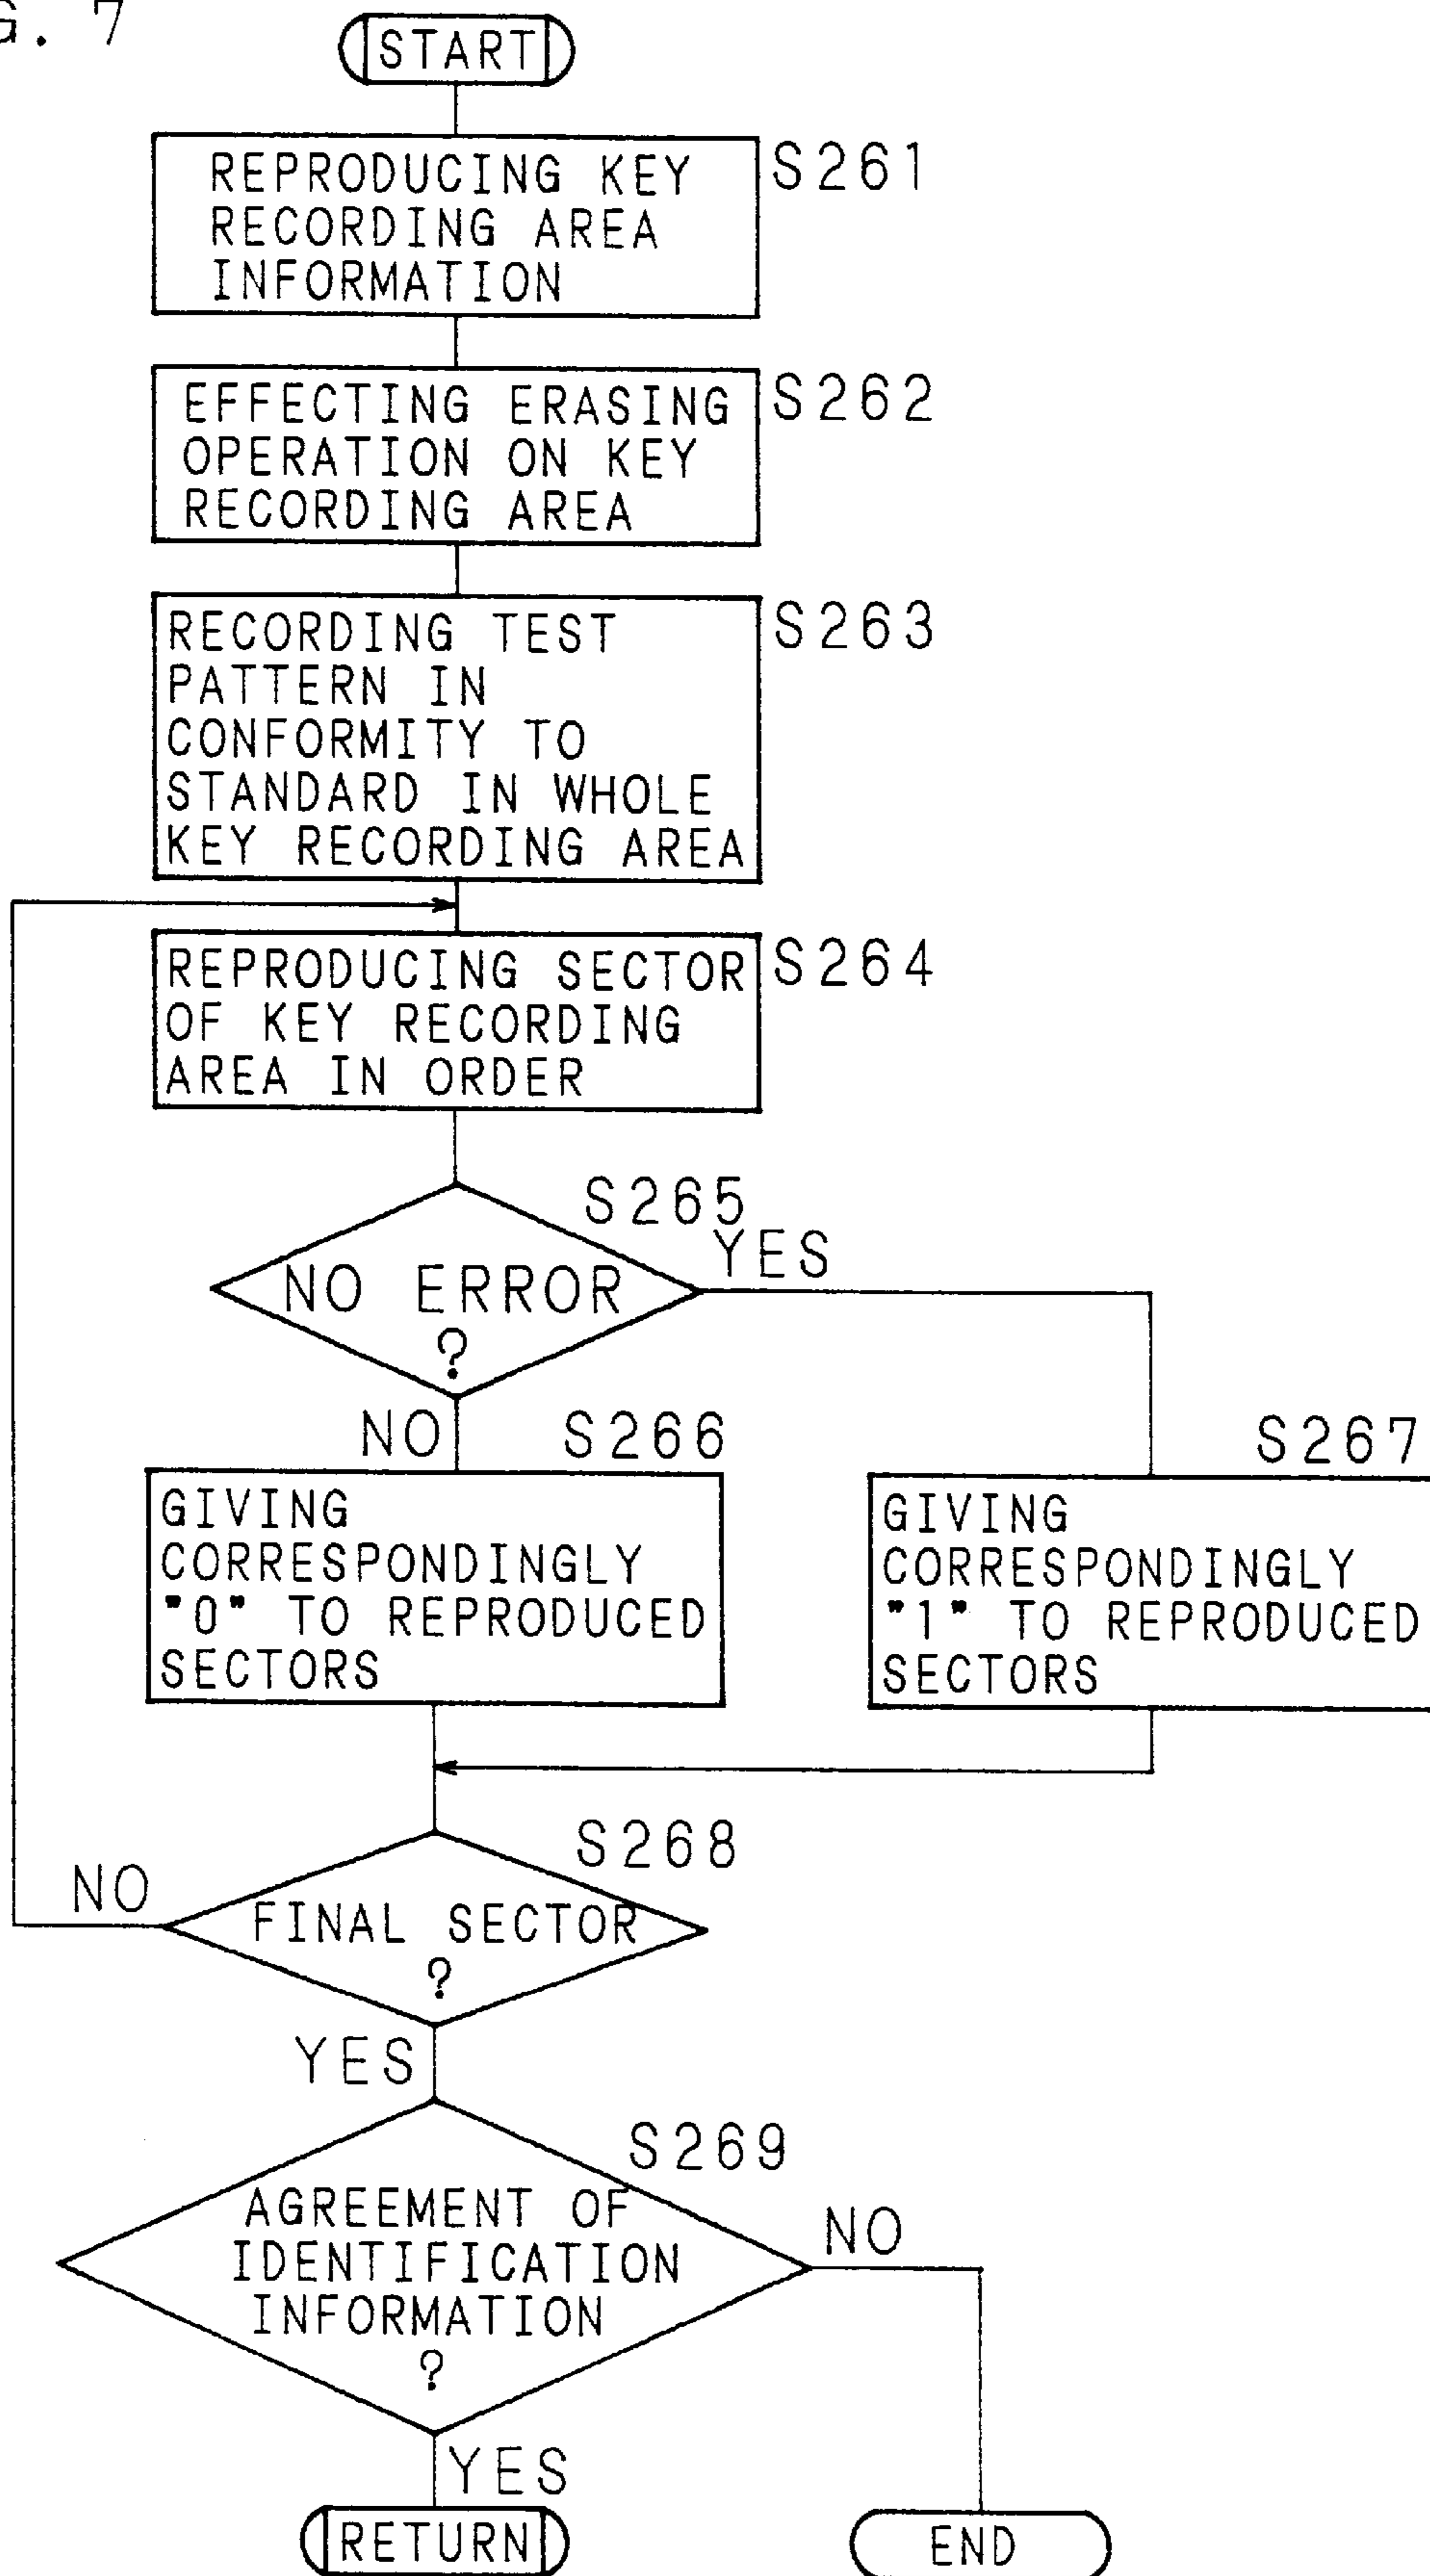 G. 7
START
REPRODUCING KEY
RECORDING AREA
INFORMATION
S261
EFFECTING ERASING
OPERATION ON KEY
RECORDING AREA
S262
RECORDING TEST
PATTERN IN
CONFORMITY TO
STANDARD IN WHOLE
KEY RECORDING AREA
S263
REPRODUCING SECTOR
OF KEY RECORDING
AREA IN ORDER
S264
S265
NO ERROR
?
YES
NO
S266
GIVING
CORRESPONDINGLY
"0" TO REPRODUCED
SECTORS
S267
GIVING
CORRESPONDINGLY
"1" TO REPRODUCED
SECTORS
S268
FINAL SECTOR
?
NO
YES
S269
AGREEMENT OF
IDENTIFICATION
INFORMATION
?
NO
YES
RETURN
END